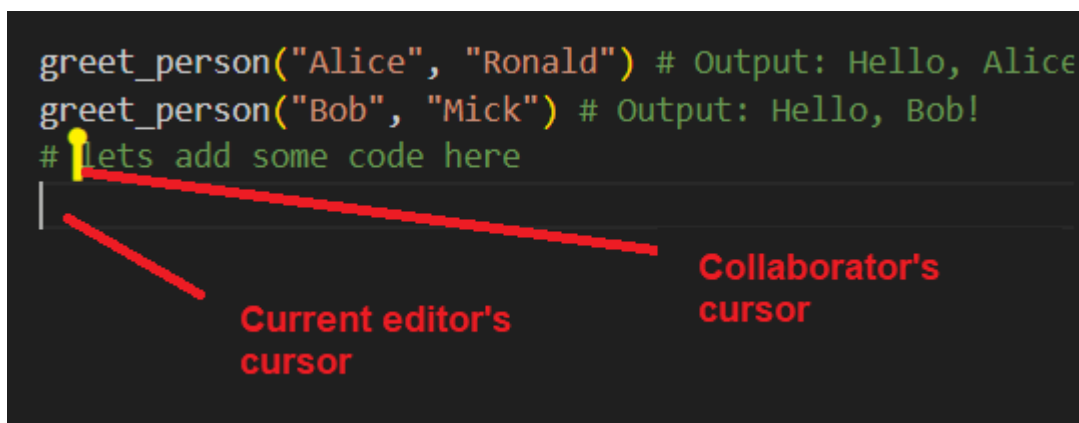 greet_person("Alice", "Ronald") # Output: Hello, Alice
greet_person("Bob", "Mick") # Output: Hello, Bob!
# lets add some code here
Collaborator's
cursor
Current editor's
cursor